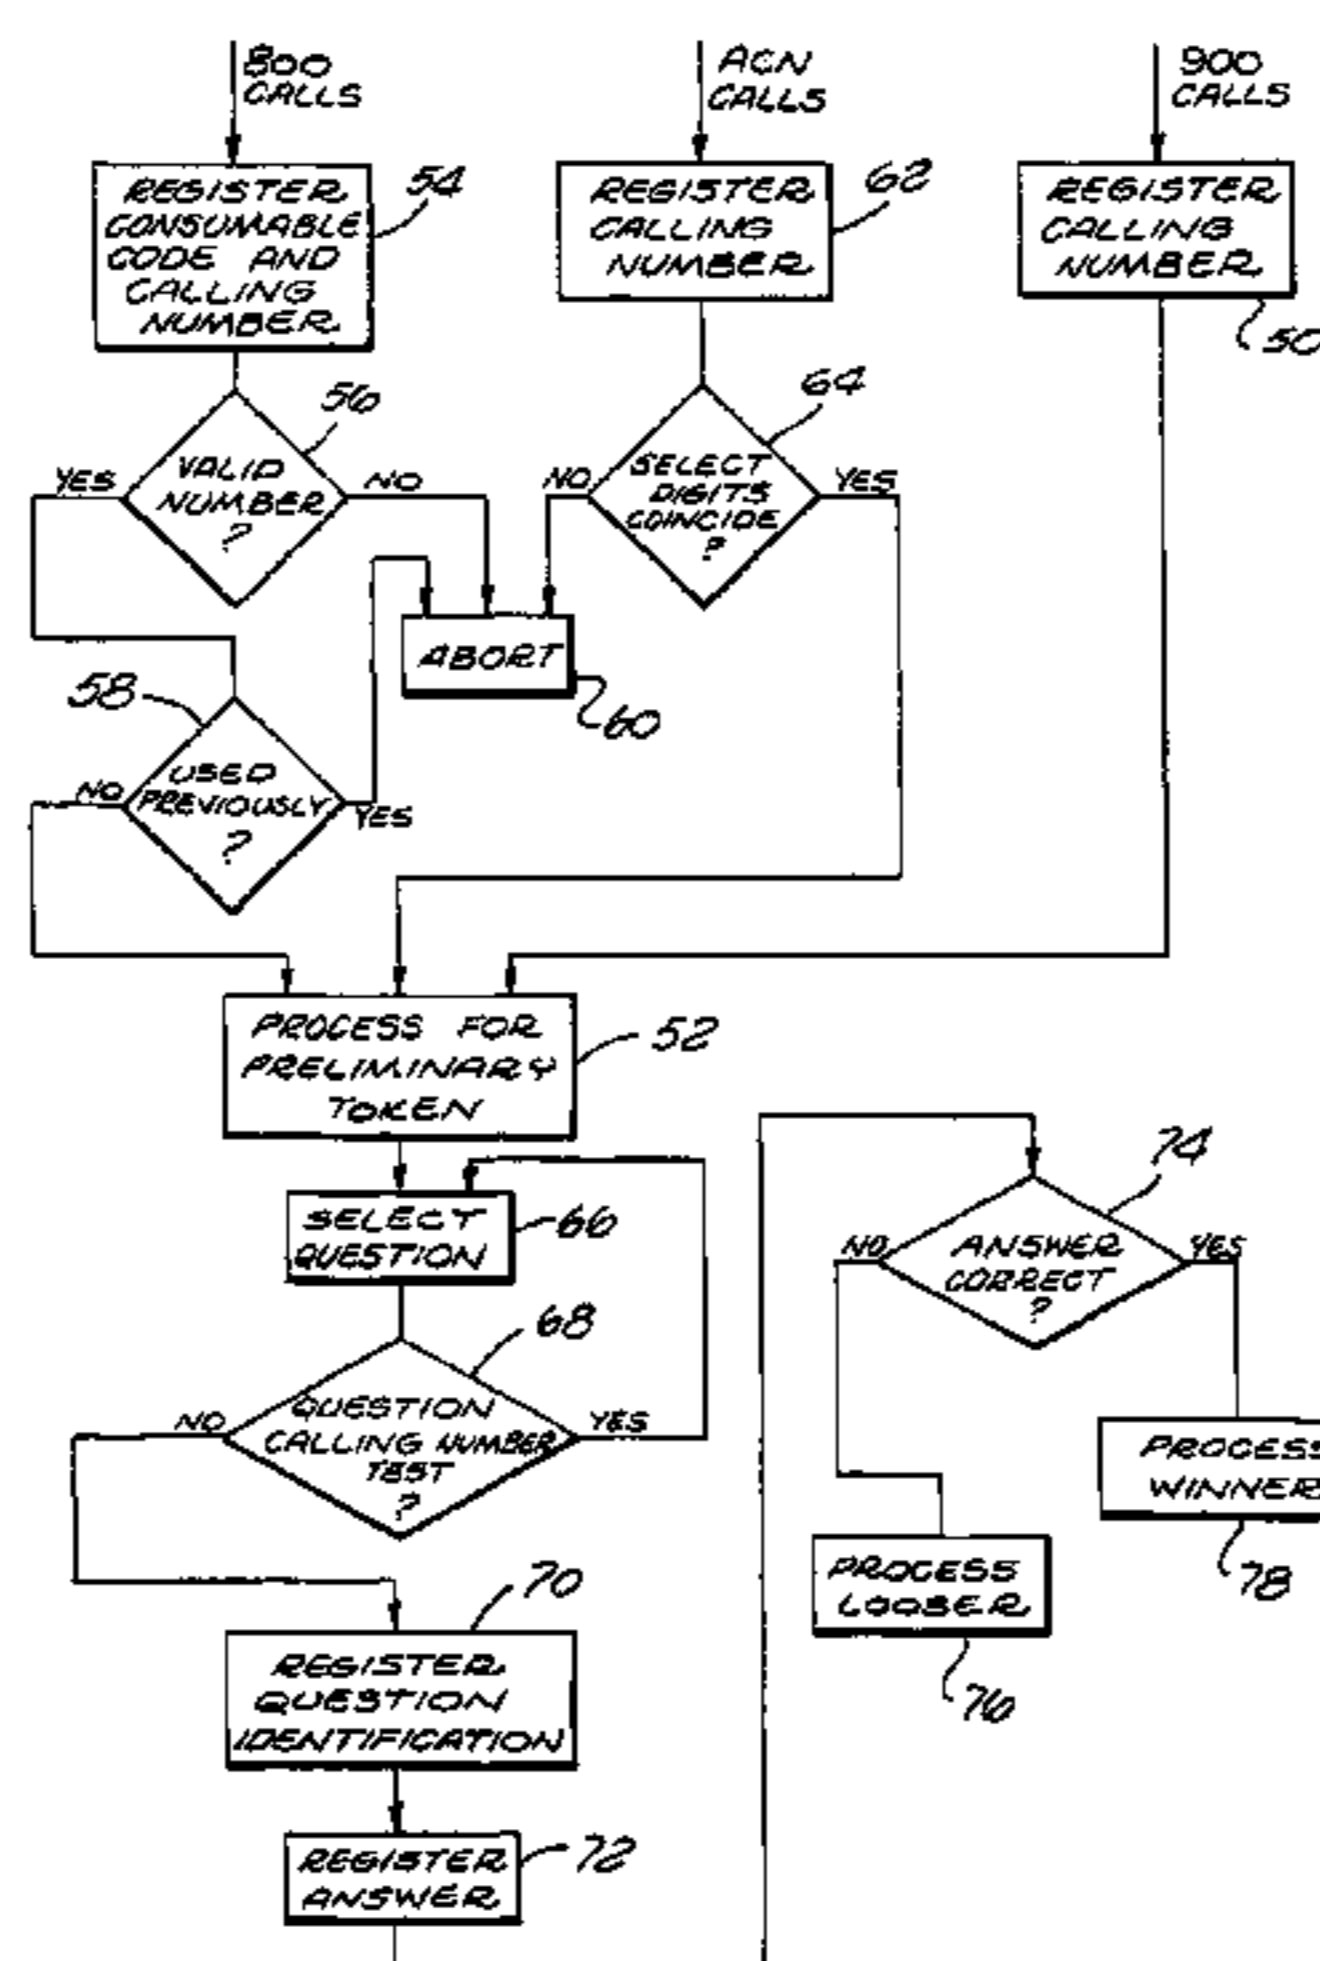 800
CALLS
ACN
CALLS
900
CALLS
REGISTER
CONSUMABLE
CODE AND
CALLING
NUMBER
54
REGISTER
CALLING
NUMBER
62
REGISTER
CALLING
NUMBER
50
56
VALID
NUMBER
?
YES
NO
64
SELECT
DIGITS
COINCIDE
?
NO
YES
ABORT
60
58
USED
PREVIOUSLY
?
NO
YES
PROCESS FOR
PRELIMINARY
TOKEN
52
SELECT
QUESTION
66
68
QUESTION
CALLING NUMBER
TEST
?
NO
YES
70
REGISTER
QUESTION
IDENTIFICATION
REGISTER
ANSWER
72
74
ANSWER
CORRECT
?
NO
YES
PROCESS
WINNER
78
PROCESS
LOOSER
76